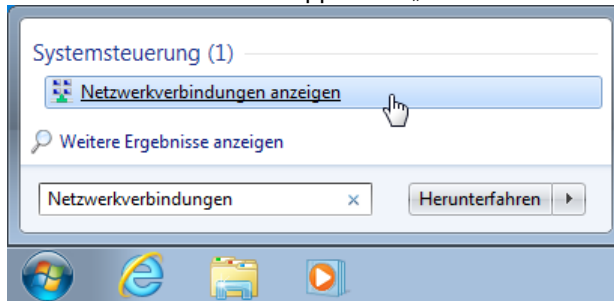 Systemsteuerung (1)
Netzwerkverbindungen anzeigen
Weitere Ergebnisse anzeigen
Netzwerkverbindungen
Herunterfahren